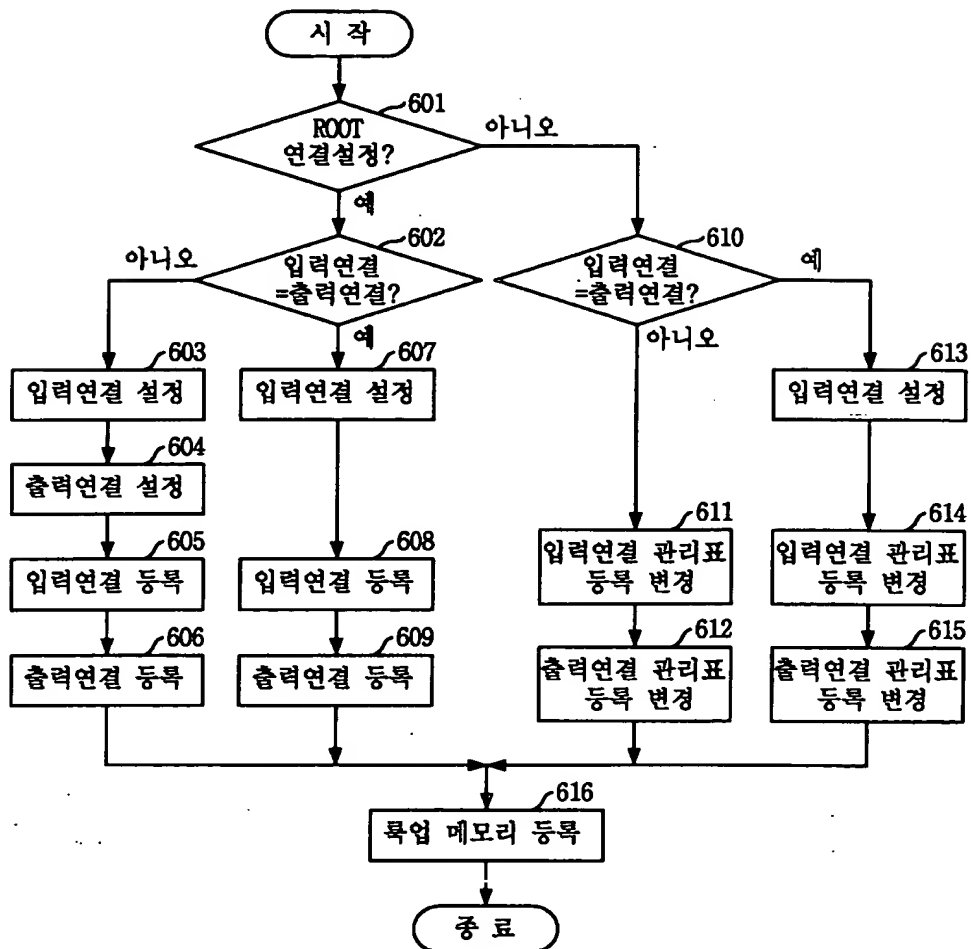 시 작
601
ROOT
연결설정?
아니오
예
602
입력연결
=출력연결?
아니오
예
610
입력연결
=출력연결?
예
아니오
603
입력연결 설정
604
출력연결 설정
605
입력연결 등록
606
출력연결 등록
607
입력연결 설정
608
입력연결 등록
609
출력연결 등록
611
입력연결 관리표
등록 변경
612
출력연결 관리표
등록 변경
613
입력연결 설정
614
입력연결 관리표
등록 변경
615
출력연결 관리표
등록 변경
616
룩업 메모리 등록
종 료